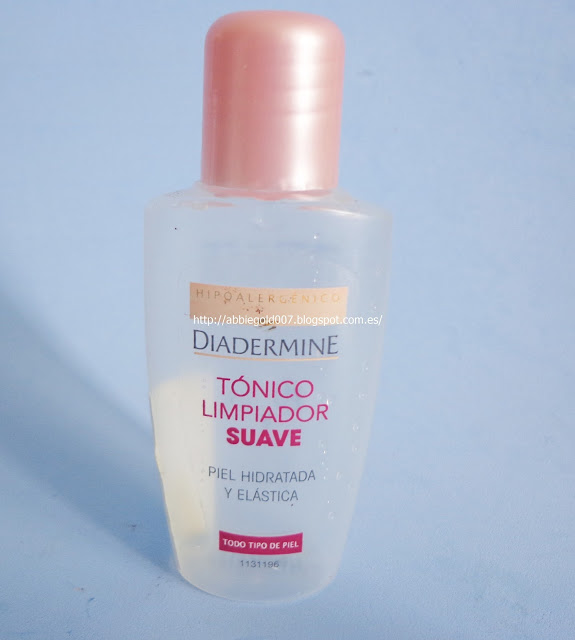 HIPOALERGÉNICO
http://abbiegold007.blogspot.com.es/
DIADERMINE
TÓNICO
LIMPIADOR
SUAVE
PIEL HIDRATADA
Y ELÁSTICA
TODO TIPO DE PIEL
1131196